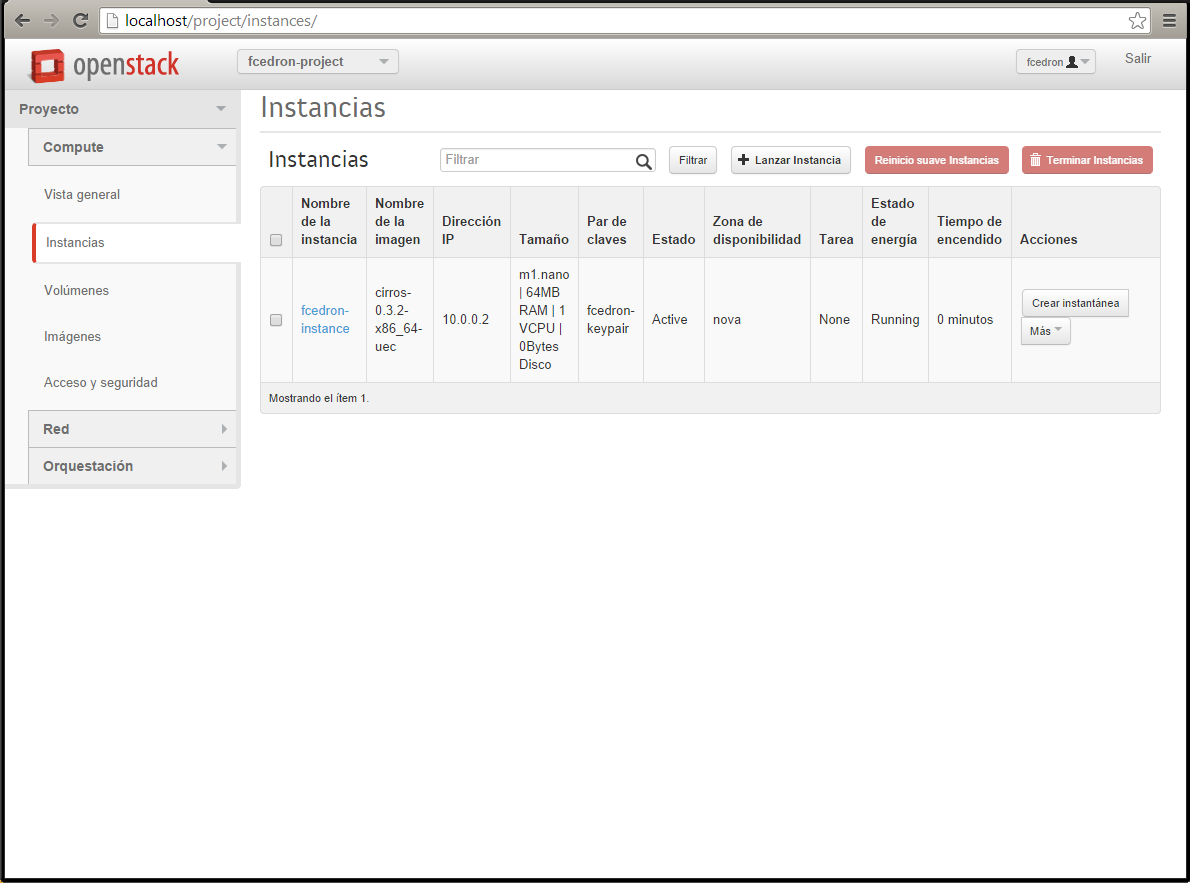 localhost/project/instances/
openstack
fcedron-project
fcedron
Salir
Proyecto
Compute
Vista general
Instancias
Volúmenes
Imágenes
Acceso y seguridad
Red
Orquestación
Instancias
Instancias
Filtrar
Filtrar
Lanzar Instancia
Reinicio suave Instancias
Terminar Instancias
Nombre
de la
instancia
Nombre
de la
imagen
Dirección
IP
Tamaño
Par de
claves
Estado
Zona de
disponibilidad
Tarea
Estado
de
energía
Tiempo de
encendido
Acciones
fcedron-
instance
cirros-
0.3.2-
x86_64-
uec
10.0.0.2
m1.nano
| 64MB
RAM | 1
VCPU |
0Bytes
Disco
fcedron-
keypair
Active
nova
None
Running
0 minutos
Crear instantánea
Más
Mostrando el ítem 1.